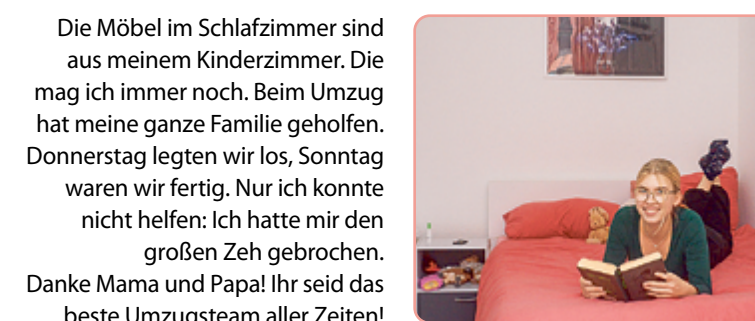 Die Möbel im Schlafzimmer sind
aus meinem Kinderzimmer. Die
mag ich immer noch. Beim Umzug
hat meine ganze Familie geholfen.
Donnerstag legten wir los, Sonntag
waren wir fertig. Nur ich konnte
nicht helfen: Ich hatte mir den
großen Zeh gebrochen.
Danke Mama und Papa! Ihr seid das
beste Umzugsteam aller Zeiten!